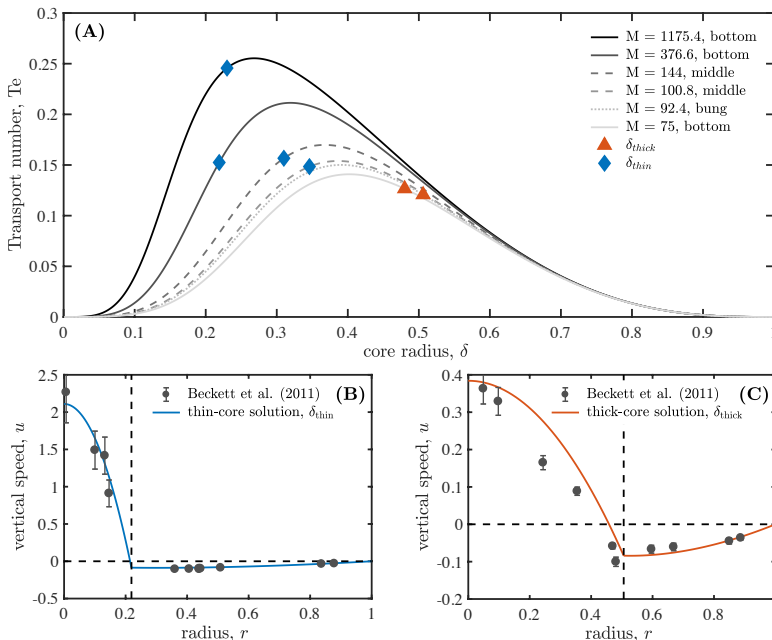 (A)
Transport number, Te
0.3
0.25
0.2
0.15
0.1
0.05
0
0
0.1
0.2
0.3
0.4
0.5
0.6
0.7
0.8
0.9
1
core radius, δ
M = 1175.4, bottom
M = 376.6, bottom
M = 144, middle
M = 100.8, middle
M = 92.4, bung
M = 75, bottom
δthick
δthin
(B)
vertical speed, u
2.5
2
1.5
1
0.5
0
-0.5
0
0.2
0.4
0.6
0.8
1
radius, r
Beckett et al. (2011)
thin-core solution, δthin
(C)
vertical speed, u
0.4
0.3
0.2
0.1
0
-0.1
-0.2
0
0.2
0.4
0.6
0.8
radius, r
Beckett et al. (2011)
thick-core solution, δthick